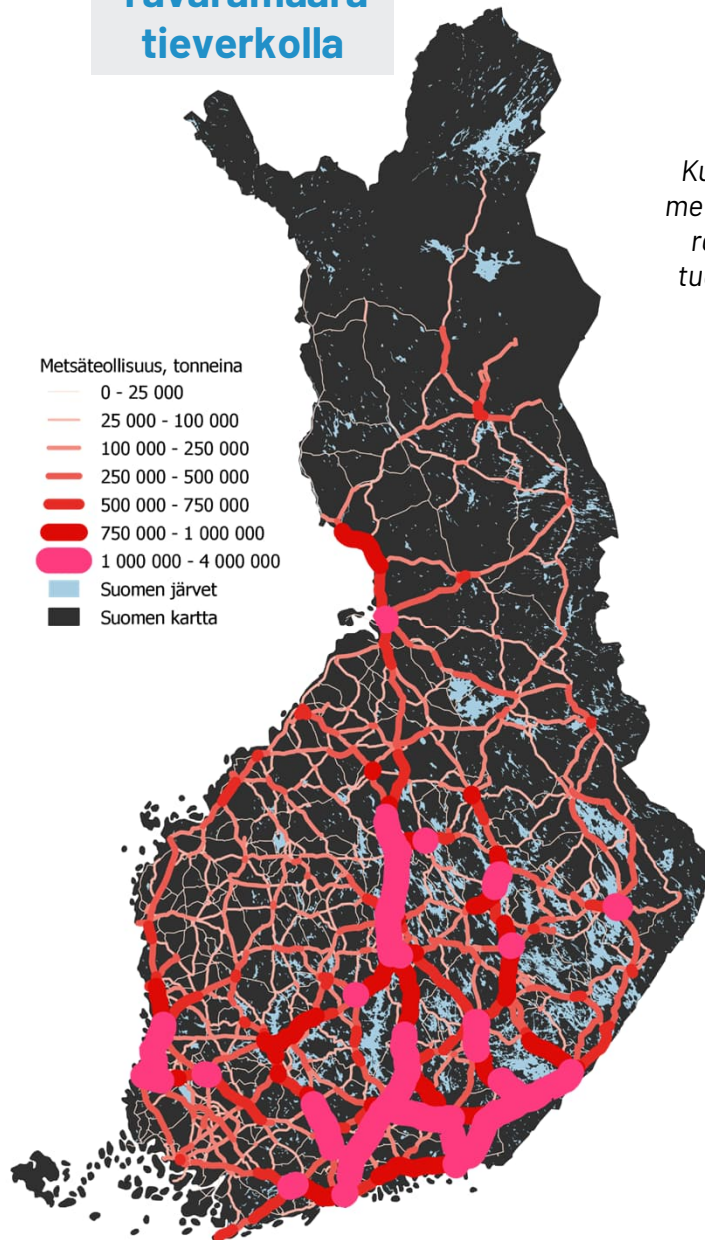 tieverkolla
Metsäteollisuus, tonneina
0 - 25 000
25 000 - 100 000
100 000 - 250 000
250 000 - 500 000
500 000 - 750 000
750 000 - 1 000 000
1 000 000 - 4 000 000
Suomen järvet
Suomen kartta